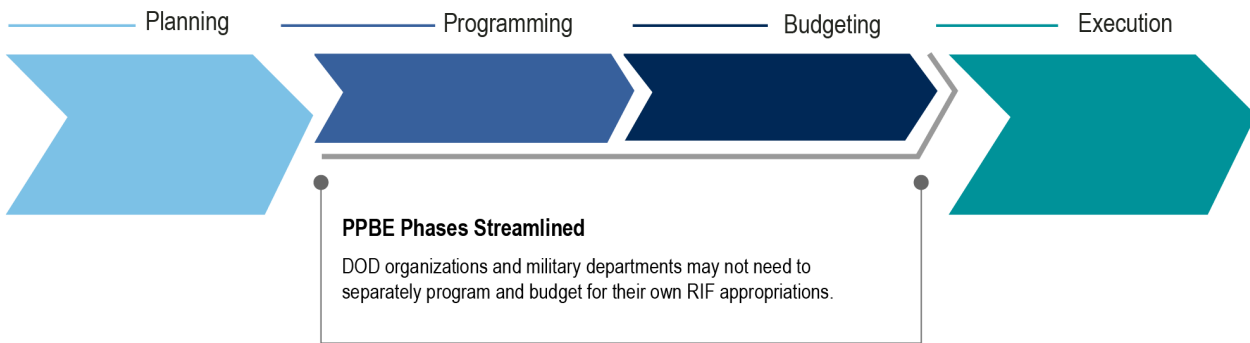 Planning
Programming
Budgeting
Execution
PPBE Phases Streamlined
DOD organizations and military departments may not need to
separately program and budget for their own RIF appropriations.